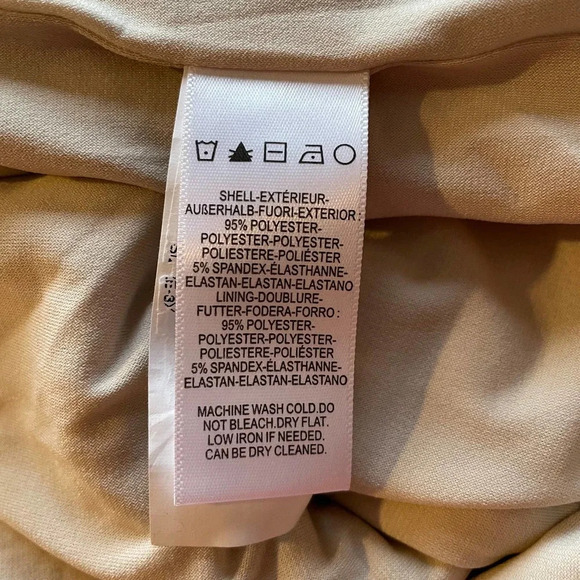 SHELL-EXTÉRIEUR-
AUßERHALB-FUORI-EXTERIOR :
95% POLYESTER-
POLYESTER-POLYESTER-
POLIESTERE-POLIÉSTER
5% SPANDEX-ÉLASTHANNE-
ELASTAN-ELASTAN-ELASTANO
LINING-DOUBLURE-
FUTTER-FODERA-FORRO :
95% POLYESTER-
POLYESTER-POLYESTER-
POLIESTERE-POLIÉSTER
5% SPANDEX-ÉLASTHANNE-
ELASTAN-ELASTAN-ELASTANO
MACHINE WASH COLD.DO
NOT BLEACH.DRY FLAT.
LOW IRON IF NEEDED.
CAN BE DRY CLEANED.